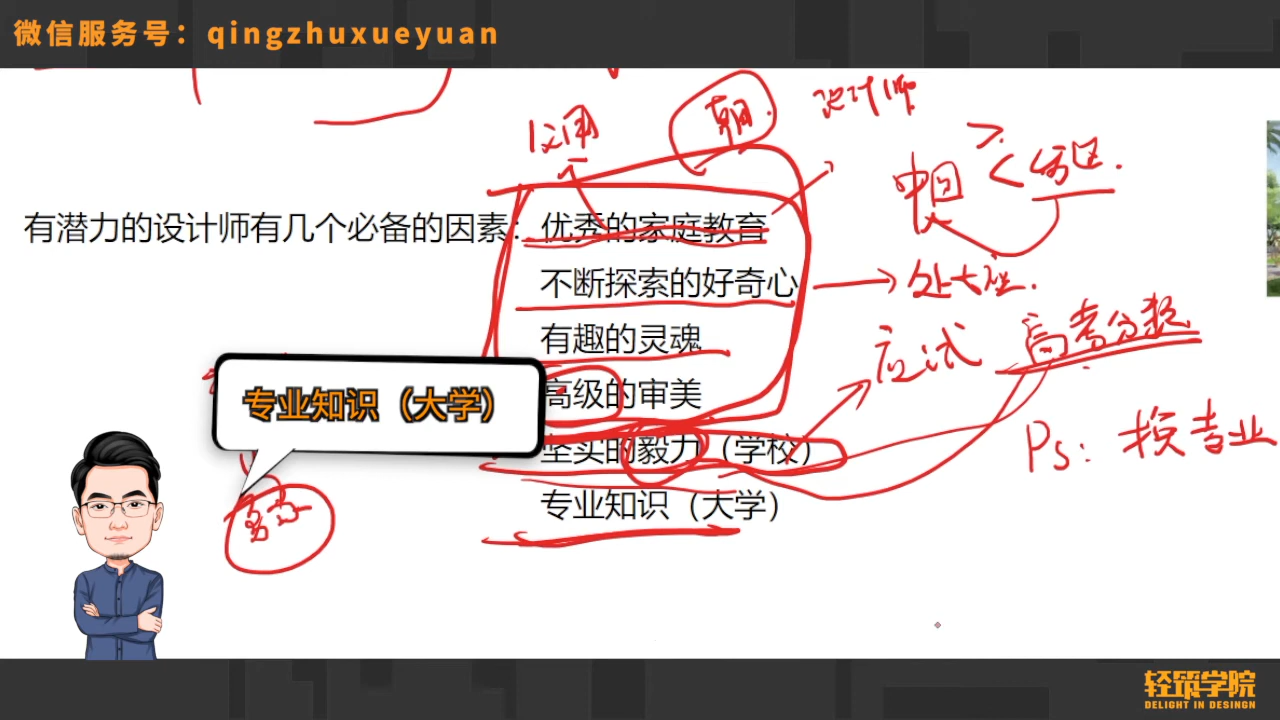 微信服务号：qingzhuxueyuan
设计师
朝
中国
有潜力的设计师有几个必备的因素：优秀的家庭教育
不断探索的好奇心
有趣的灵魂
应试 高考分数
高级的审美
专业知识（大学）
坚实的毅力（学校）
Ps：换专业
专业知识（大学）
轻筑学院
DELIGHT IN DESINGN